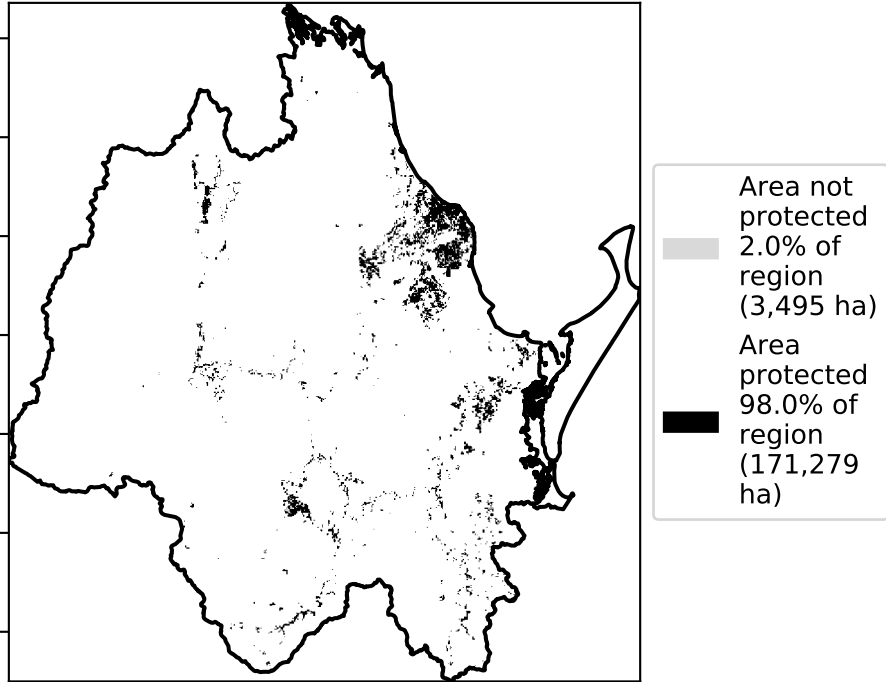 Area not
protected
2.0% of
region
(3,495 ha)
Area
protected
98.0% of
region
(171,279
ha)